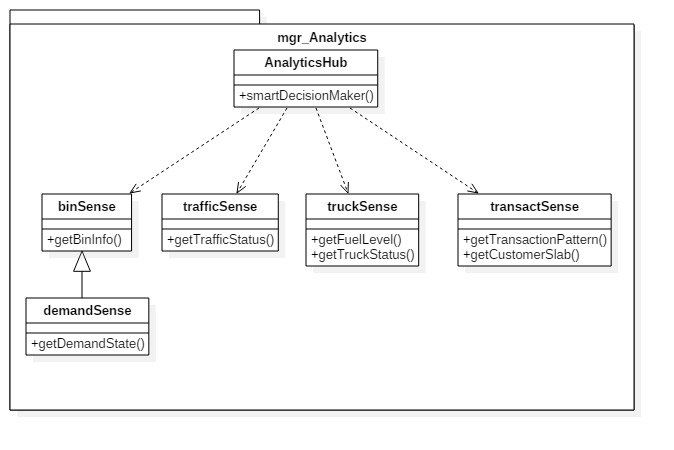 mgr_Analytics
AnalyticsHub
+smartDecisionMaker()
binSense
+getBinInfo()
trafficSense
+getTrafficStatus()
truckSense
+getFuelLevel()
+getTruckStatus()
transactSense
+getTransactionPattern()
+getCustomerSlab()
demandSense
+getDemandState()